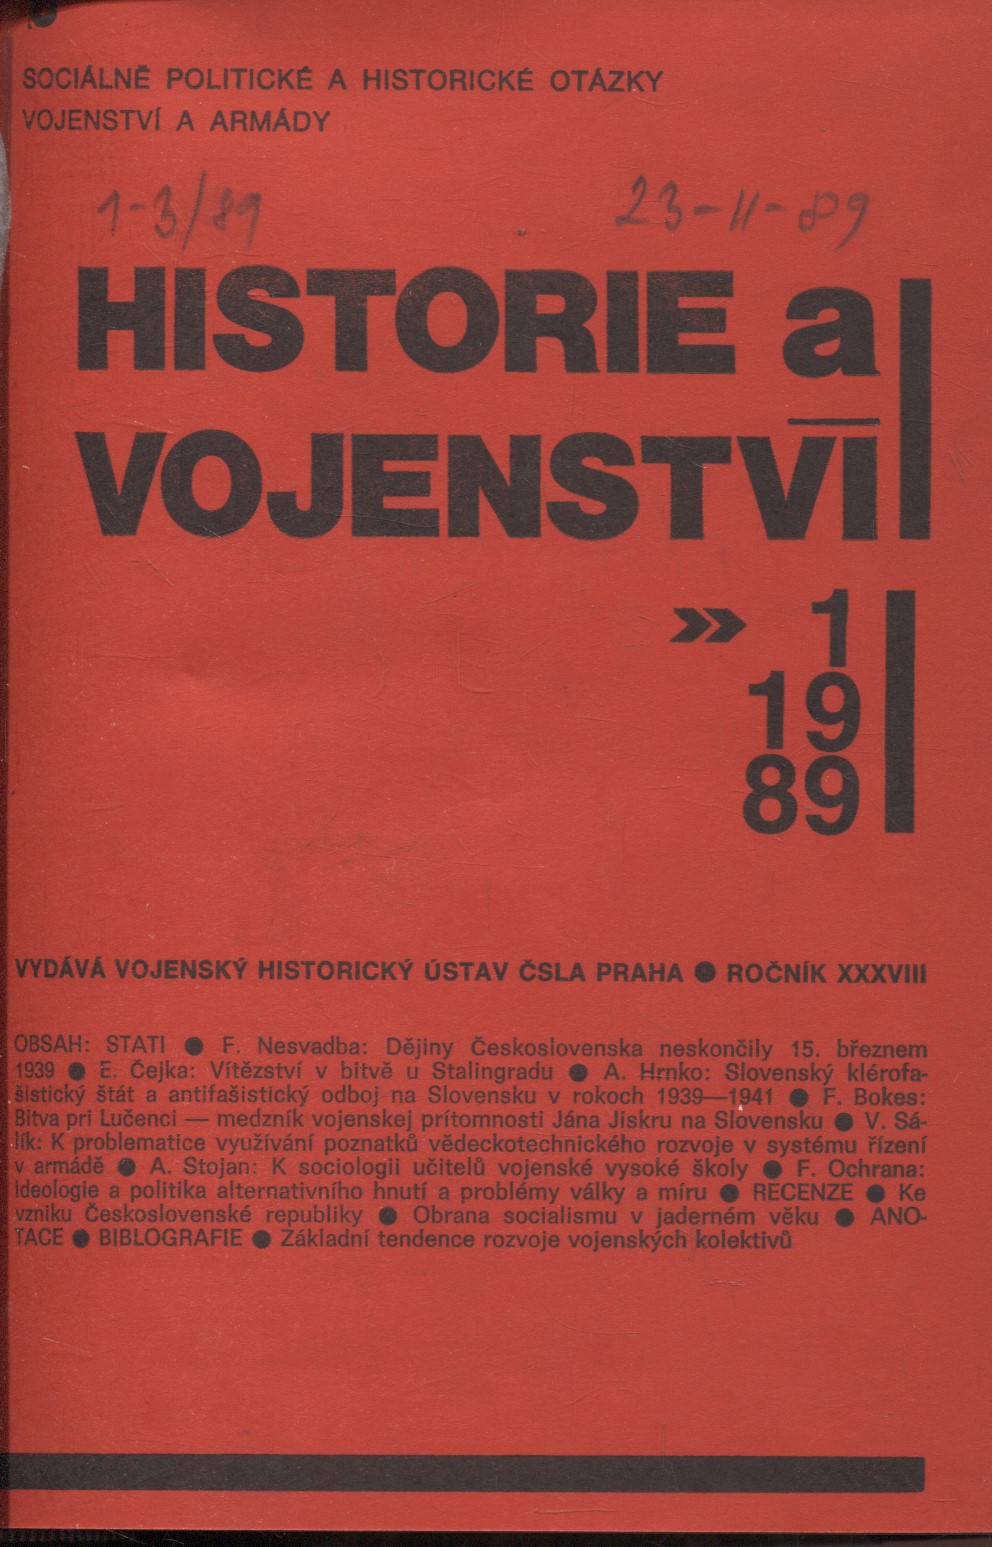 SOCIÁLNĚ POLITICKÉ A HISTORICKÉ OTÁZKY
VOJENSTVÍ A ARMÁDY
1-3/89 23-11-89
HISTORIE a
VOJENSTVÍ
» 1
19
89
VYDÁVÁ VOJENSKÝ HISTORICKÝ ÚSTAV ČSLA PRAHA ● ROČNÍK XXXVIII
OBSAH: STATI ● F. Nesvadba: Dějiny Československa neskončily 15. březnem
1939 ● E. Čejka: Vítězství v bitvě u Stalingradu ● A. Hrnko: Slovenský klérofa-
šistický štát a antifašistický odboj na Slovensku v rokoch 1939—1941 ● F. Bokes:
Bitva pri Lučenci — medzník vojenskej prítomnosti Jána Jiskru na Slovensku ● V. Sá-
lík: K problematice využívání poznatků vědeckotechnického rozvoje v systému řízení
v armádě ● A. Stojan: K sociologii učitelů vojenské vysoké školy ● F. Ochrana:
Ideologie a politika alternativního hnutí a problémy války a míru ● RECENZE ● Ke
vzniku Československé republiky ● Obrana socialismu v jaderném věku ● ANO-
TACE ● BIBLOGRAFIE ● Základní tendence rozvoje vojenských kolektivů